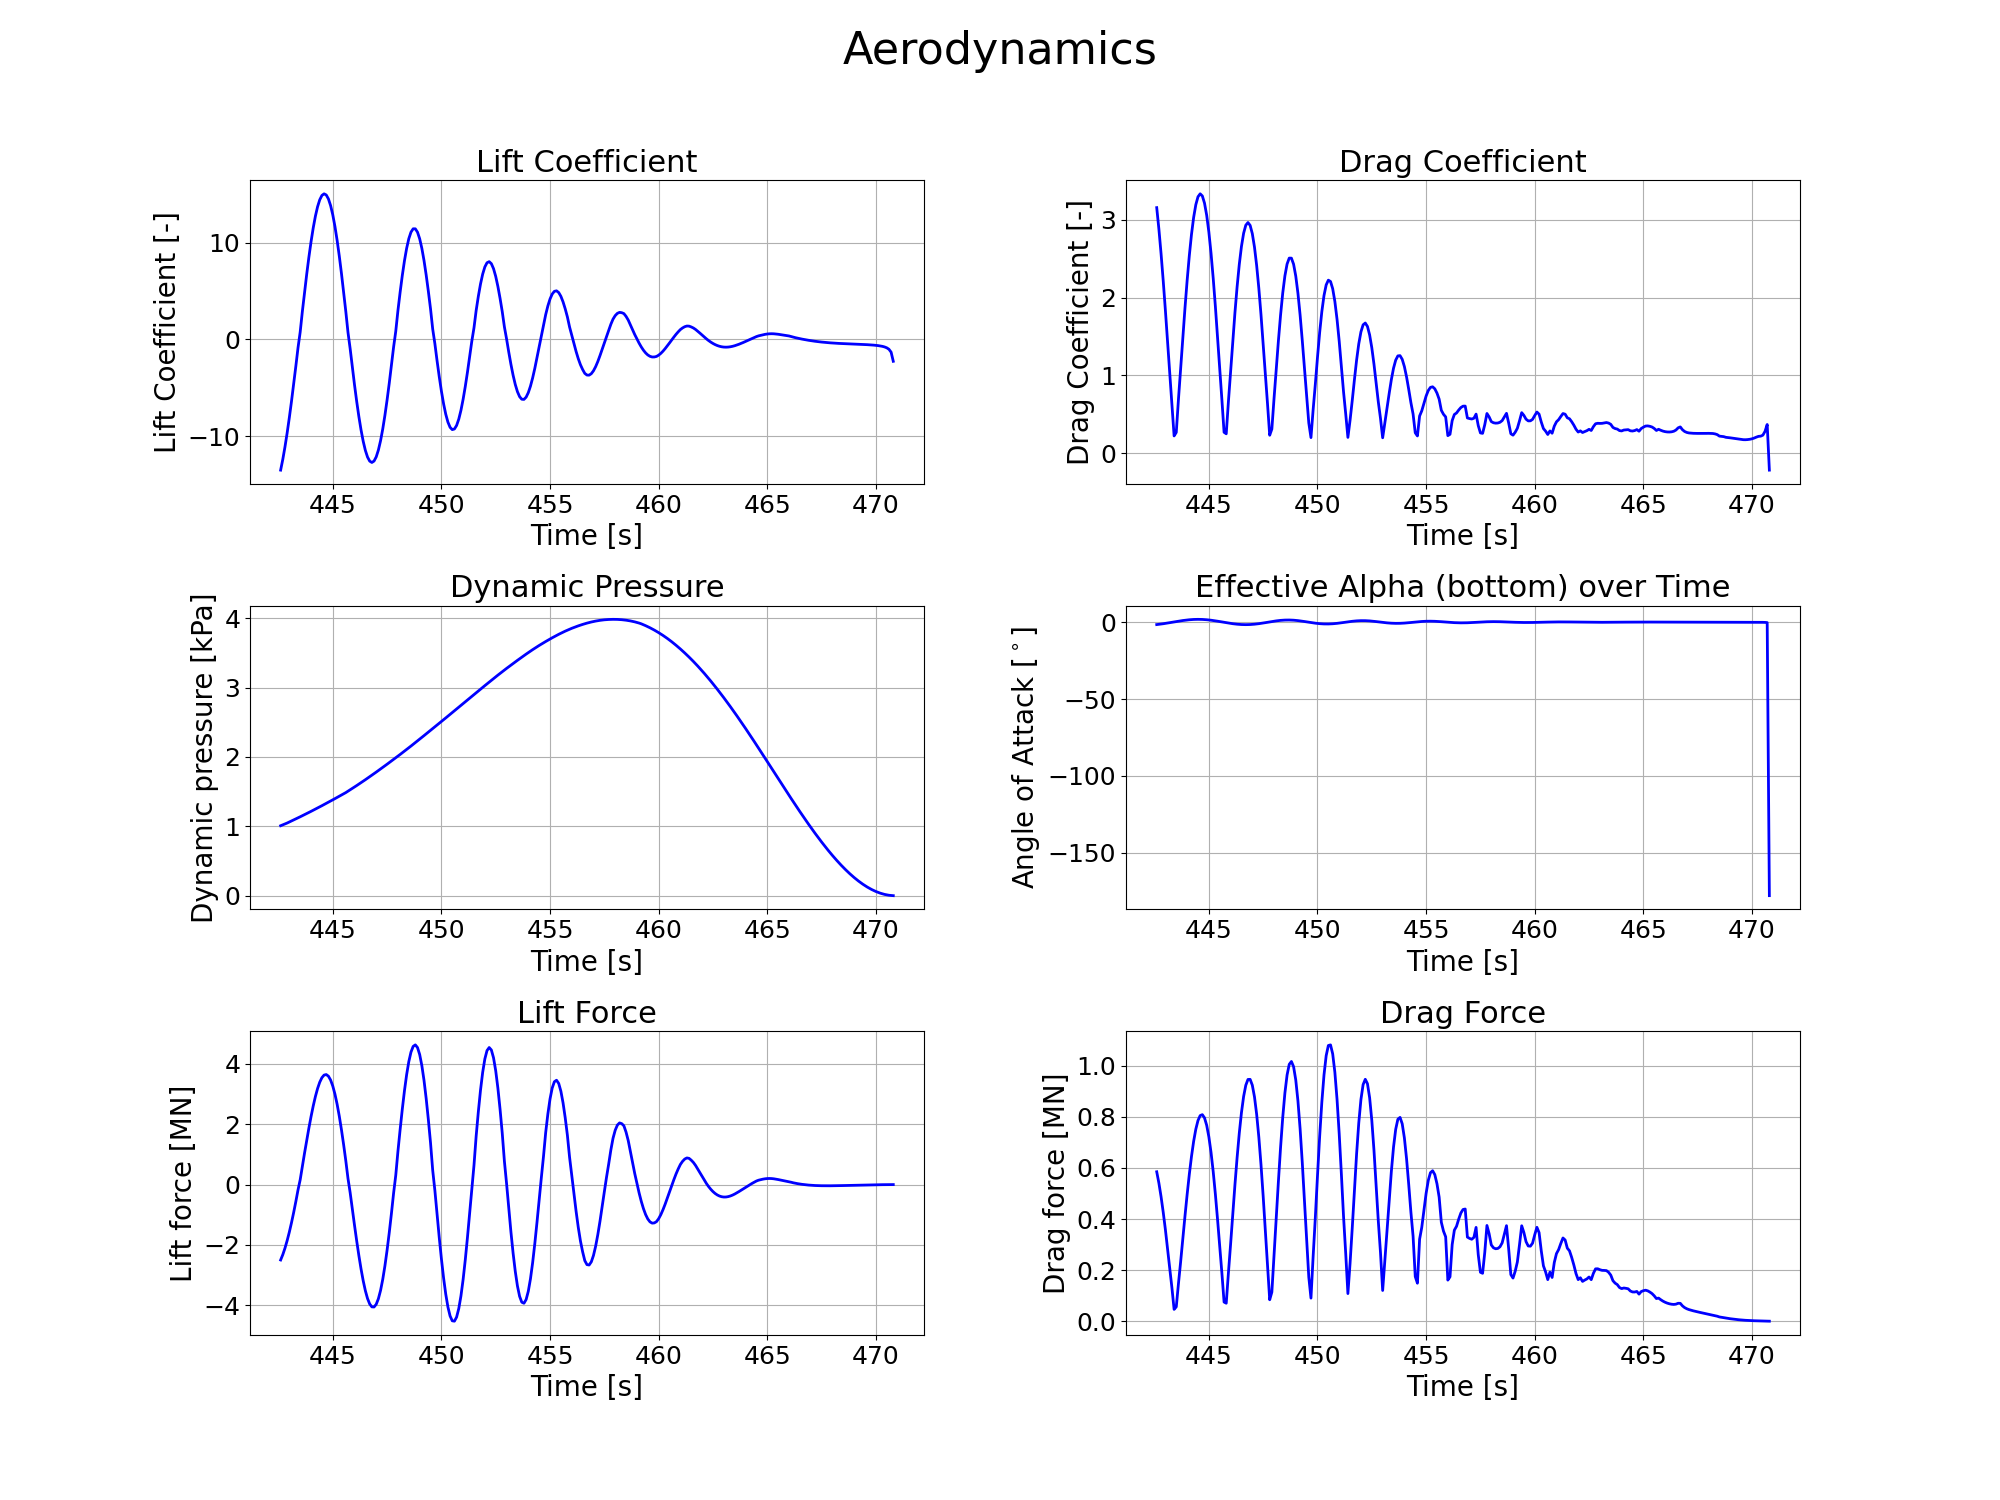 Aerodynamics
Lift Coefficient
Lift Coefficient [-]
10
0
−10
445 450 455 460 465 470
Time [s]
Drag Coefficient
Drag Coefficient [-]
3
2
1
0
445 450 455 460 465 470
Time [s]
Dynamic Pressure
Dynamic pressure [kPa]
4
3
2
1
0
445 450 455 460 465 470
Time [s]
Effective Alpha (bottom) over Time
Angle of Attack [°]
0
−50
−100
−150
445 450 455 460 465 470
Time [s]
Lift Force
Lift force [MN]
4
2
0
−2
−4
445 450 455 460 465 470
Time [s]
Drag Force
Drag force [MN]
1.0
0.8
0.6
0.4
0.2
0.0
445 450 455 460 465 470
Time [s]